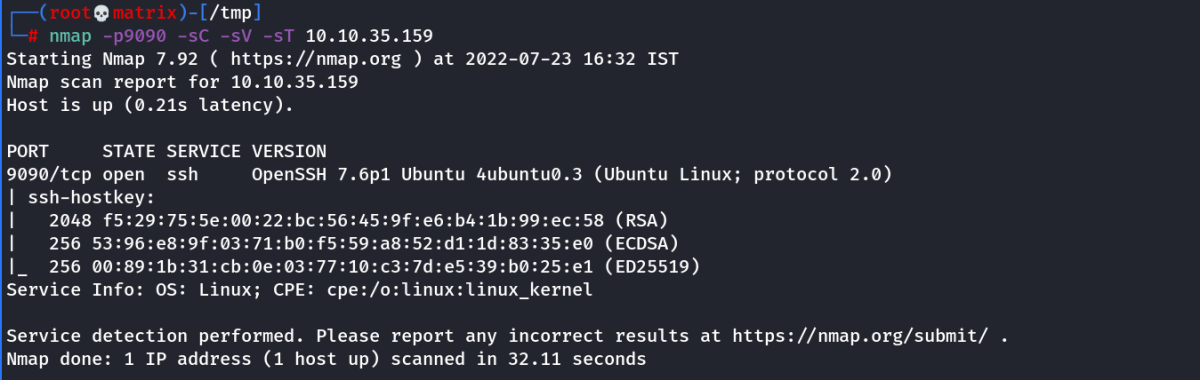 ┌──(root💀matrix)-[/tmp]
└─# nmap -p9090 -sC -sV -sT 10.10.35.159
Starting Nmap 7.92 ( https://nmap.org ) at 2022-07-23 16:32 IST
Nmap scan report for 10.10.35.159
Host is up (0.21s latency).

PORT     STATE SERVICE VERSION
9090/tcp open  ssh     OpenSSH 7.6p1 Ubuntu 4ubuntu0.3 (Ubuntu Linux; protocol 2.0)
| ssh-hostkey:
|   2048 f5:29:75:5e:00:22:bc:56:45:9f:e6:b4:1b:99:ec:58 (RSA)
|   256 53:96:e8:9f:03:71:b0:f5:59:a8:52:d1:1d:83:35:e0 (ECDSA)
|_  256 00:89:1b:31:cb:0e:03:77:10:c3:7d:e5:39:b0:25:e1 (ED25519)
Service Info: OS: Linux; CPE: cpe:/o:linux:linux_kernel

Service detection performed. Please report any incorrect results at https://nmap.org/submit/ .
Nmap done: 1 IP address (1 host up) scanned in 32.11 seconds